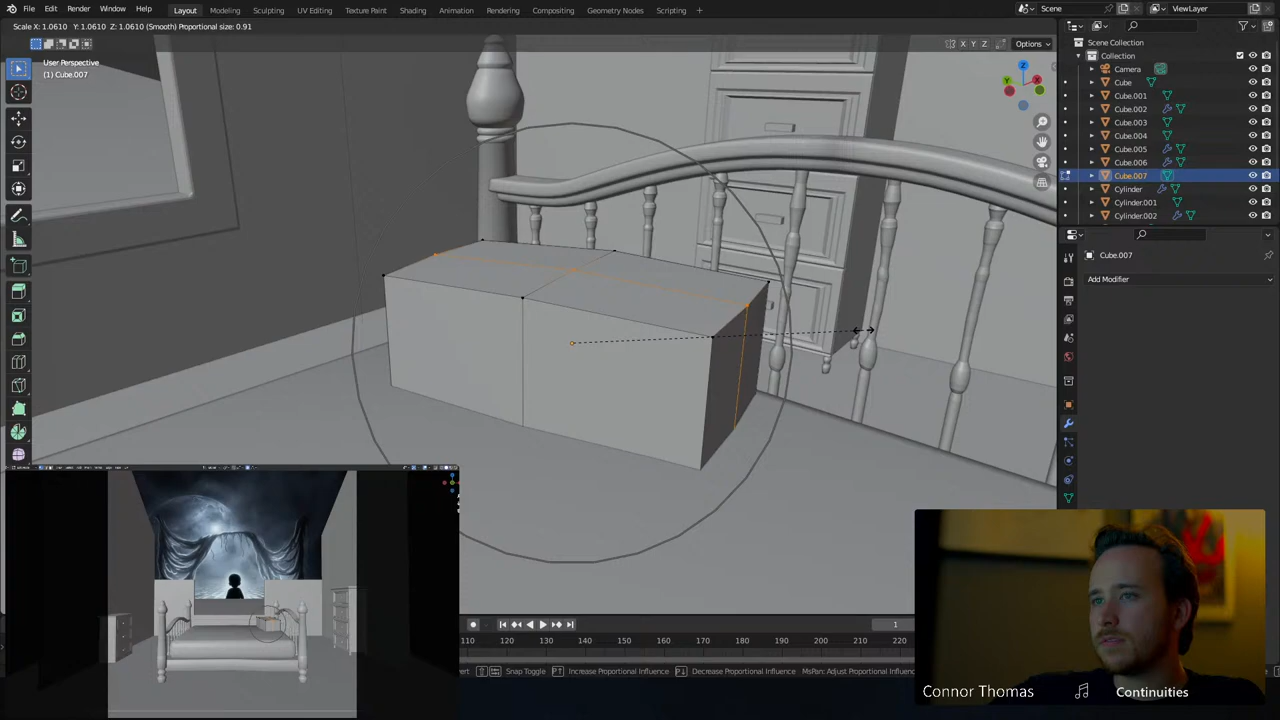 File Edit Render Window Help Layout Modeling Sculpting UV Editing Texture Paint Shading Animation Rendering Compositing Geometry Nodes Scripting Scene ViewLayer
Scale X: 1.0610 Y: 1.0610 Z: 1.0610 (Smooth) Proportional size: 0.91
X Y Z Options
User Perspective
(1) Cube.007
Z
Y
X
Scene Collection
Collection
Camera
Cube
Cube.001
Cube.002
Cube.003
Cube.004
Cube.005
Cube.006
Cube.007
Cylinder
Cylinder.001
Cylinder.002
Cube.007
Add Modifier
1
110 120 130 140 150 160 170 180 190 200 210 220
Snap Toggle Increase Proportional Influence Decrease Proportional Influence MsPan: Adjust Proportional Influence
Connor Thomas Continuities